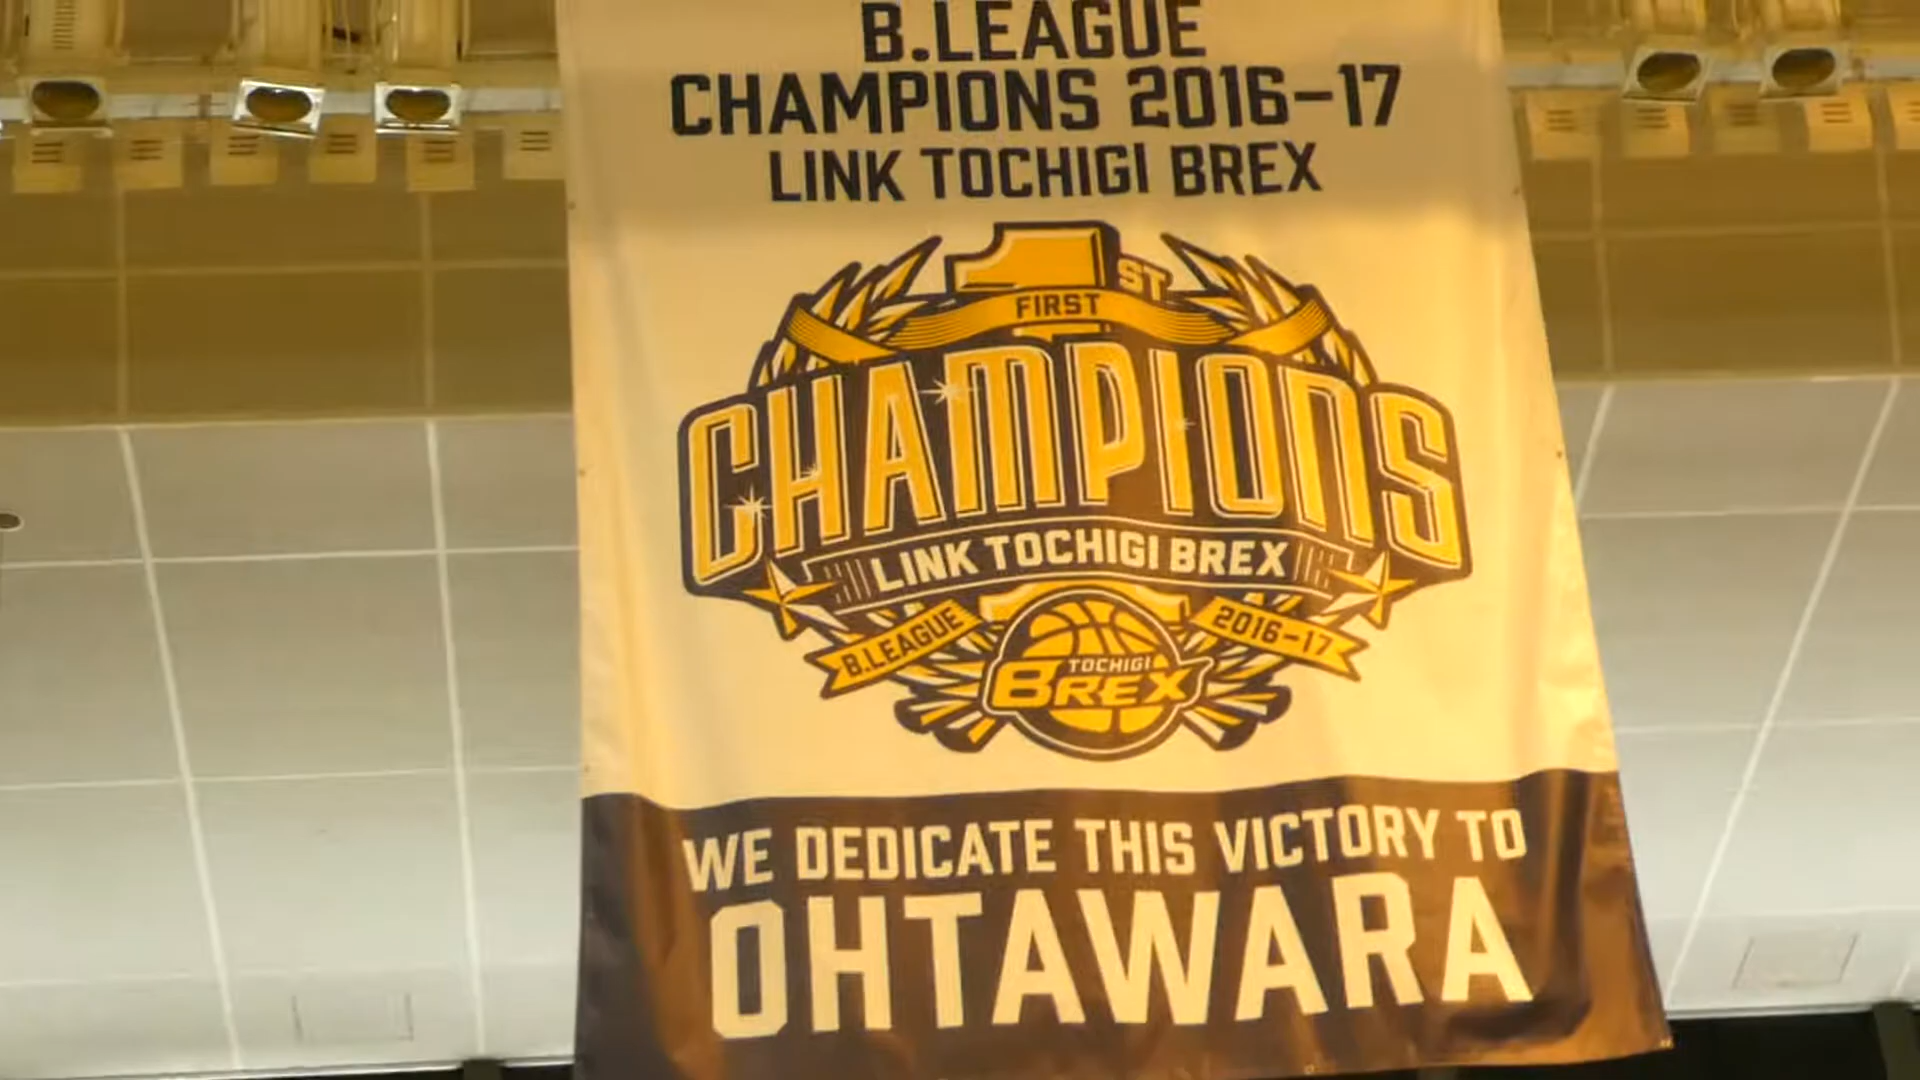 B.LEAGUE
CHAMPIONS 2016-17
LINK TOCHIGI BREX
1ST
FIRST
CHAMPIONS
LINK TOCHIGI BREX
B.LEAGUE
2016-17
TOCHIGI
BREX
WE DEDICATE THIS VICTORY TO
OHTAWARA